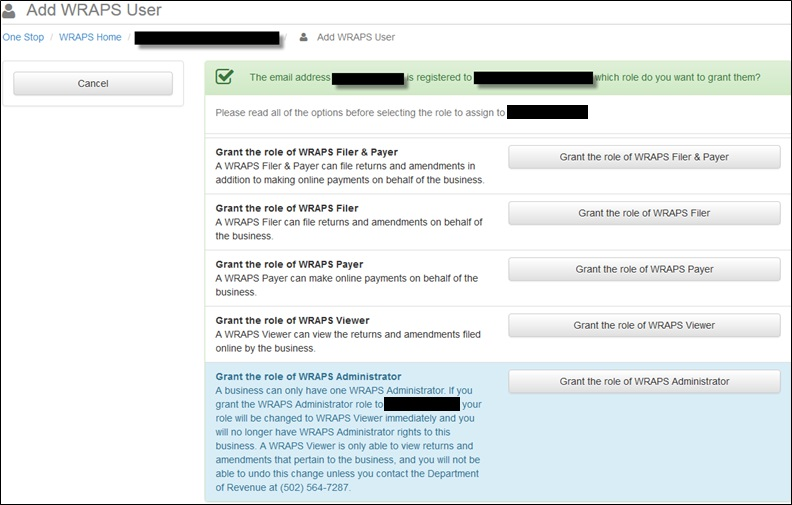 Add WRAPS User
One Stop / WRAPS Home / / Add WRAPS User
Cancel
The email address is registered to which role do you want to grant them?
Please read all of the options before selecting the role to assign to
Grant the role of WRAPS Filer & Payer
A WRAPS Filer & Payer can file returns and amendments in
addition to making online payments on behalf of the business.
Grant the role of WRAPS Filer & Payer
Grant the role of WRAPS Filer
A WRAPS Filer can file returns and amendments on behalf of
the business.
Grant the role of WRAPS Filer
Grant the role of WRAPS Payer
A WRAPS Payer can make online payments on behalf of the
business.
Grant the role of WRAPS Payer
Grant the role of WRAPS Viewer
A WRAPS Viewer can view the returns and amendments filed
online by the business.
Grant the role of WRAPS Viewer
Grant the role of WRAPS Administrator
A business can only have one WRAPS Administrator. If you
grant the WRAPS Administrator role to your
role will be changed to WRAPS Viewer immediately and you
will no longer have WRAPS Administrator rights to this
business. A WRAPS Viewer is only able to view returns and
amendments that pertain to the business, and you will not be
able to undo this change unless you contact the Department
of Revenue at (502) 564-7287.
Grant the role of WRAPS Administrator